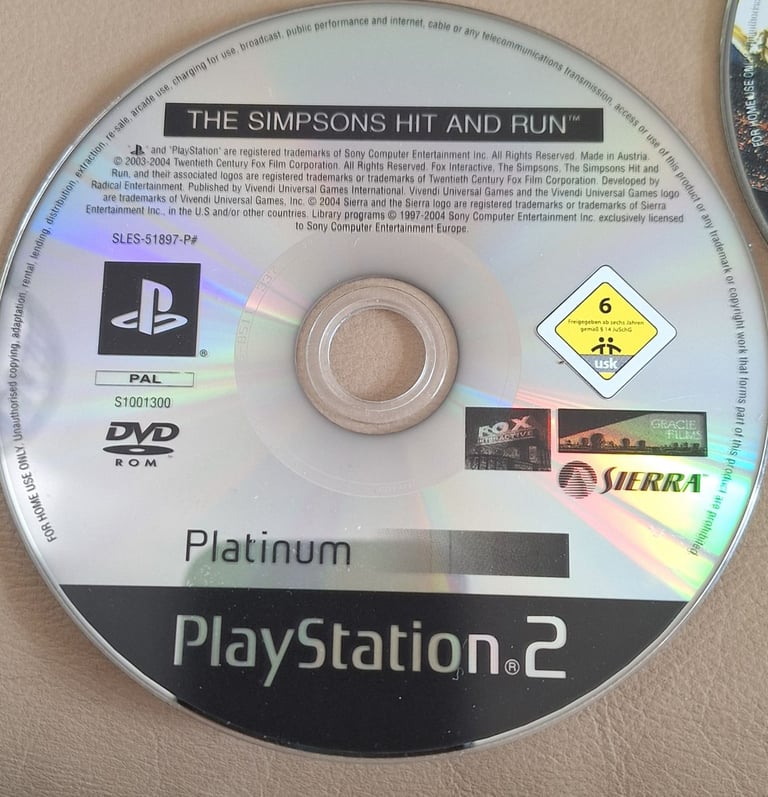 FOR HOME USE ONLY. Unauthorised copying, adaptation, rental, lending, distribution, extraction, re-sale, arcade use, charging for use, broadcast, public performance and internet, cable or any telecommunications transmission, access or use of this product or any trademark or copyright work that forms part of this product are prohibited
THE SIMPSONS HIT AND RUN™
and "PlayStation" are registered trademarks of Sony Computer Entertainment Inc. All Rights Reserved. Made in Austria.
© 2003-2004 Twentieth Century Fox Film Corporation. All Rights Reserved. Fox Interactive, The Simpsons, The Simpsons Hit and
Run, and their associated logos are registered trademarks or trademarks of Twentieth Century Fox Film Corporation. Developed by
Radical Entertainment. Published by Vivendi Universal Games International. Vivendi Universal Games and the Vivendi Universal Games logo
are trademarks of Vivendi Universal Games, Inc. © 2004 Sierra and the Sierra logo are registered trademarks or trademarks of Sierra
Entertainment Inc., in the U.S and/or other countries. Library programs © 1997-2004 Sony Computer Entertainment Inc. exclusively licensed
to Sony Computer Entertainment Europe.
SLES-51897-P#
®
PAL
S1001300
DVD
ROM
6
Freigegeben ab sechs Jahren
gemäß § 14 JuSchG
usk
FOX
INTERACTIVE
GRACIE
FILMS
SIERRA
Platinum
PlayStation®2
FOR HOME USE ONLY